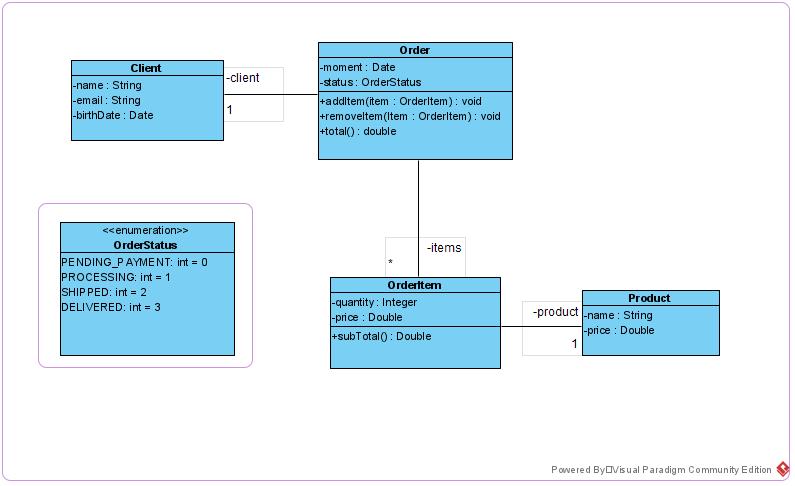 Client
-name : String
-email : String
-birthDate : Date
-client
1
Order
-moment : Date
-status : OrderStatus
+addItem(item : OrderItem) : void
+removeItem(Item : OrderItem) : void
+total() : double
<<enumeration>>
OrderStatus
PENDING_PAYMENT: int = 0
PROCESSING: int = 1
SHIPPED: int = 2
DELIVERED: int = 3
-items
*
OrderItem
-quantity : Integer
-price : Double
+subTotal() : Double
-product
1
Product
-name : String
-price : Double
Powered By□Visual Paradigm Community Edition